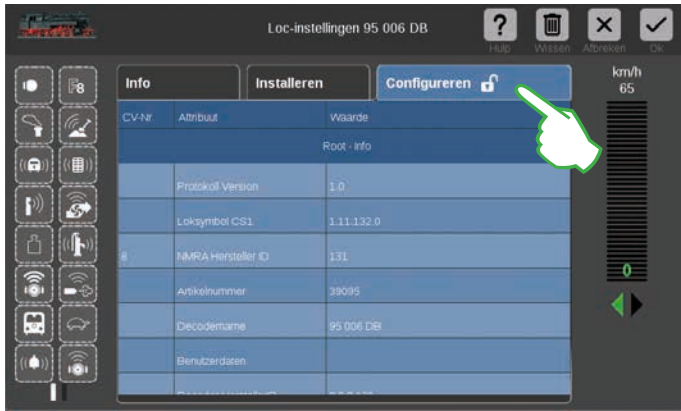 Loc-instellingen 95 006 DB
?
Hulp
Wissen
Afbreken
Ok
F8
Info
Installeren
Configureren
km/h
65
CV-Nr.
Attribuut
Waarde
Root - Info
Protokoll Version 1.0
Loksymbol CS1 1.11.132.0
8 NMRA Hersteller ID 131
Artikelnummer 39095
Decodername 95 006 DB
Benutzerdaten
0